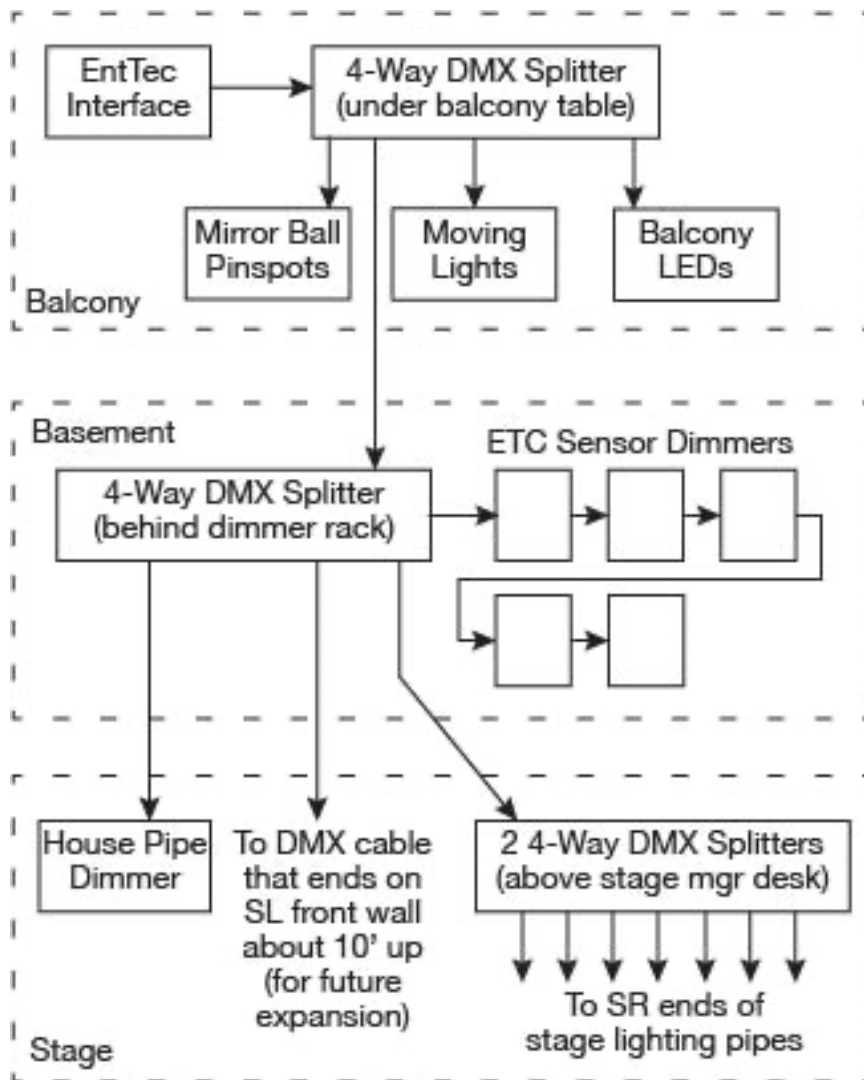 EntTec
Interface
4-Way DMX Splitter
(under balcony table)
Mirror Ball
Pinspots
Moving
Lights
Balcony
LEDs
Balcony
Basement
ETC Sensor Dimmers
4-Way DMX Splitter
(behind dimmer rack)
House Pipe
Dimmer
To DMX cable
that ends on
SL front wall
about 10’ up
(for future
expansion)
2 4-Way DMX Splitters
(above stage mgr desk)
To SR ends of
stage lighting pipes
Stage